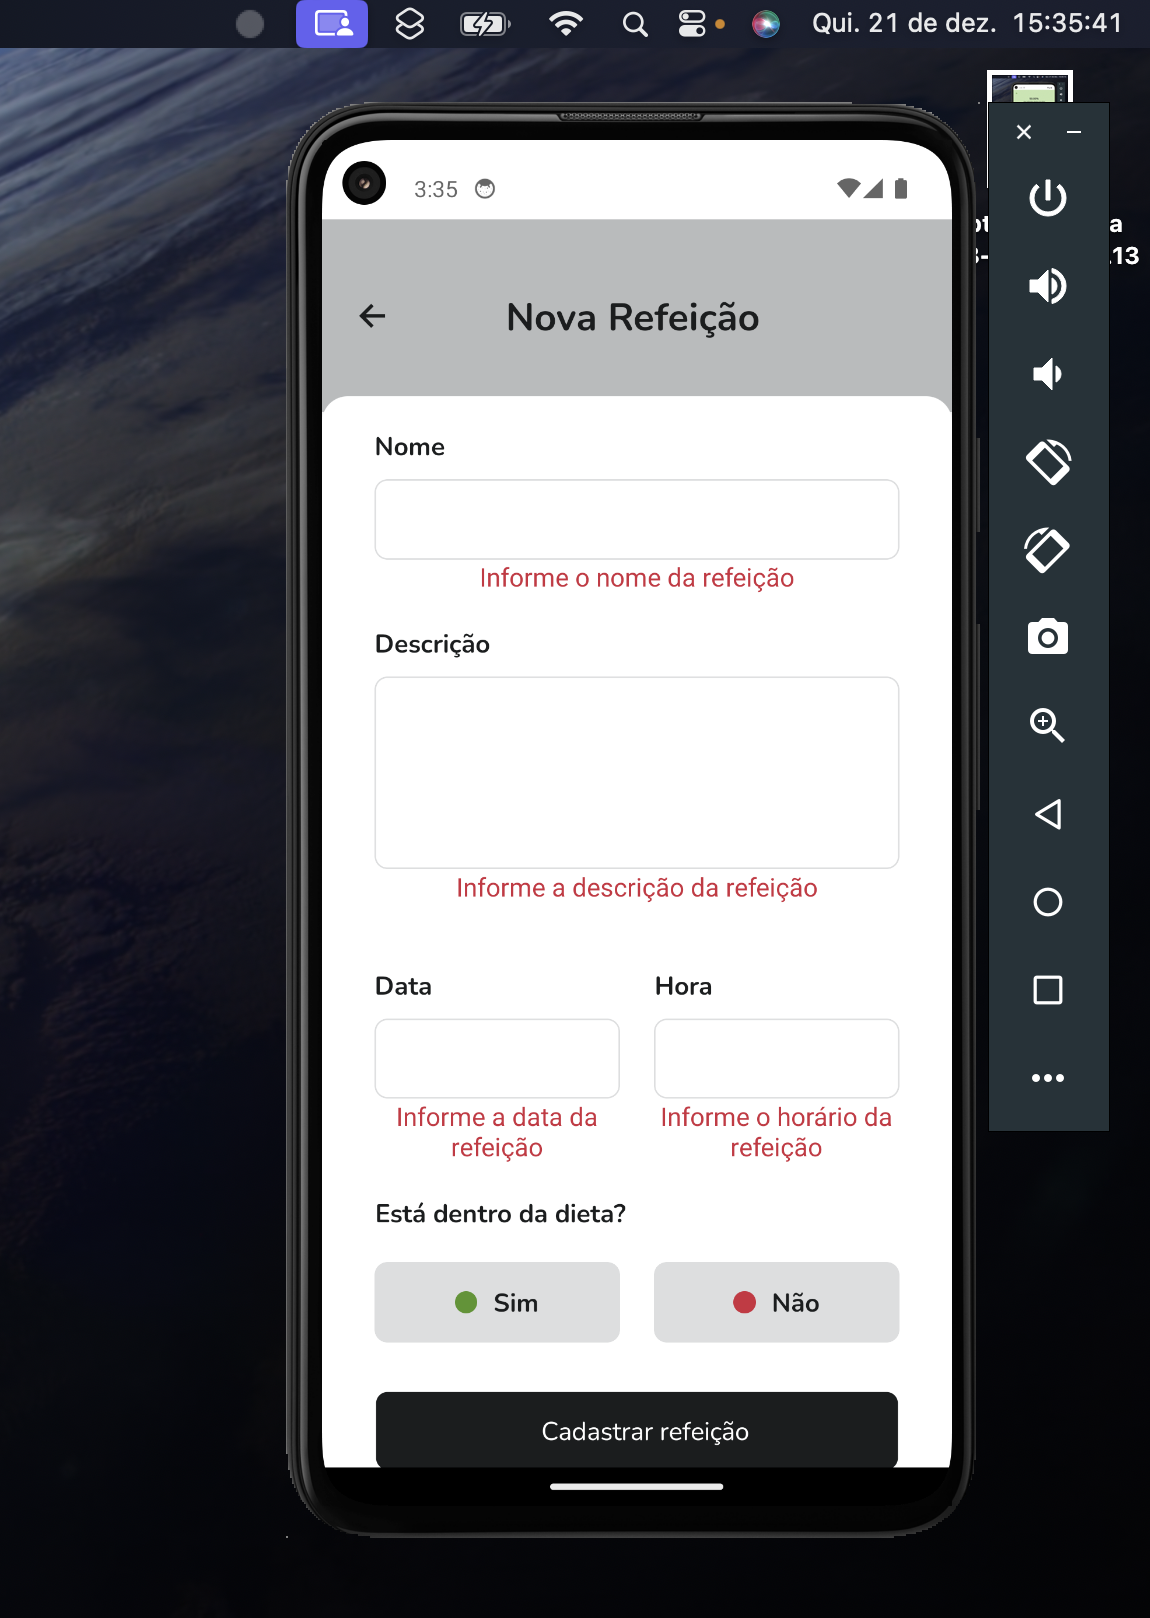 Qui. 21 de dez. 15:35:41
3:35
a
.13
Nova Refeição
Nome
Informe o nome da refeição
Descrição
Informe a descrição da refeição
Data
Hora
Informe a data da
refeição
Informe o horário da
refeição
Está dentro da dieta?
Sim
Não
Cadastrar refeição